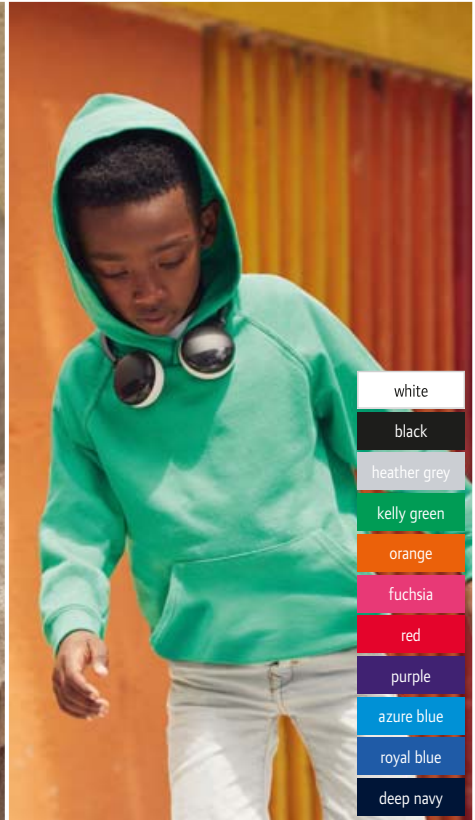 white
black
heather grey
kelly green
orange
fuchsia
red
purple
azure blue
royal blue
deep navy